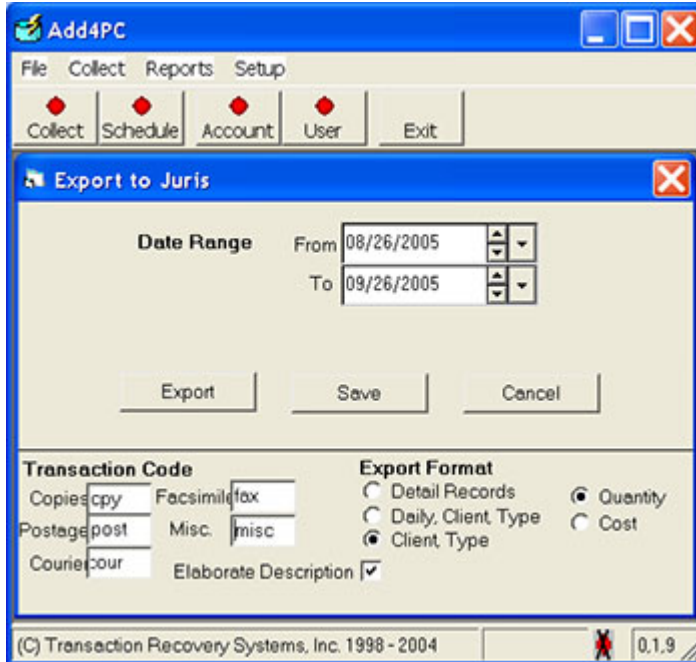 Add4PC
File Collect Reports Setup
Collect Schedule Account User Exit
Export to Juris
Date Range From 08/26/2005
To 09/26/2005
Export Save Cancel
Transaction Code Export Format
Copies cpy Facsimile fax Detail Records Quantity
Postage post Misc. misc Daily, Client, Type Cost
Client, Type
Courier cour Elaborate Description
(C) Transaction Recovery Systems, Inc. 1998 - 2004 0,1,9